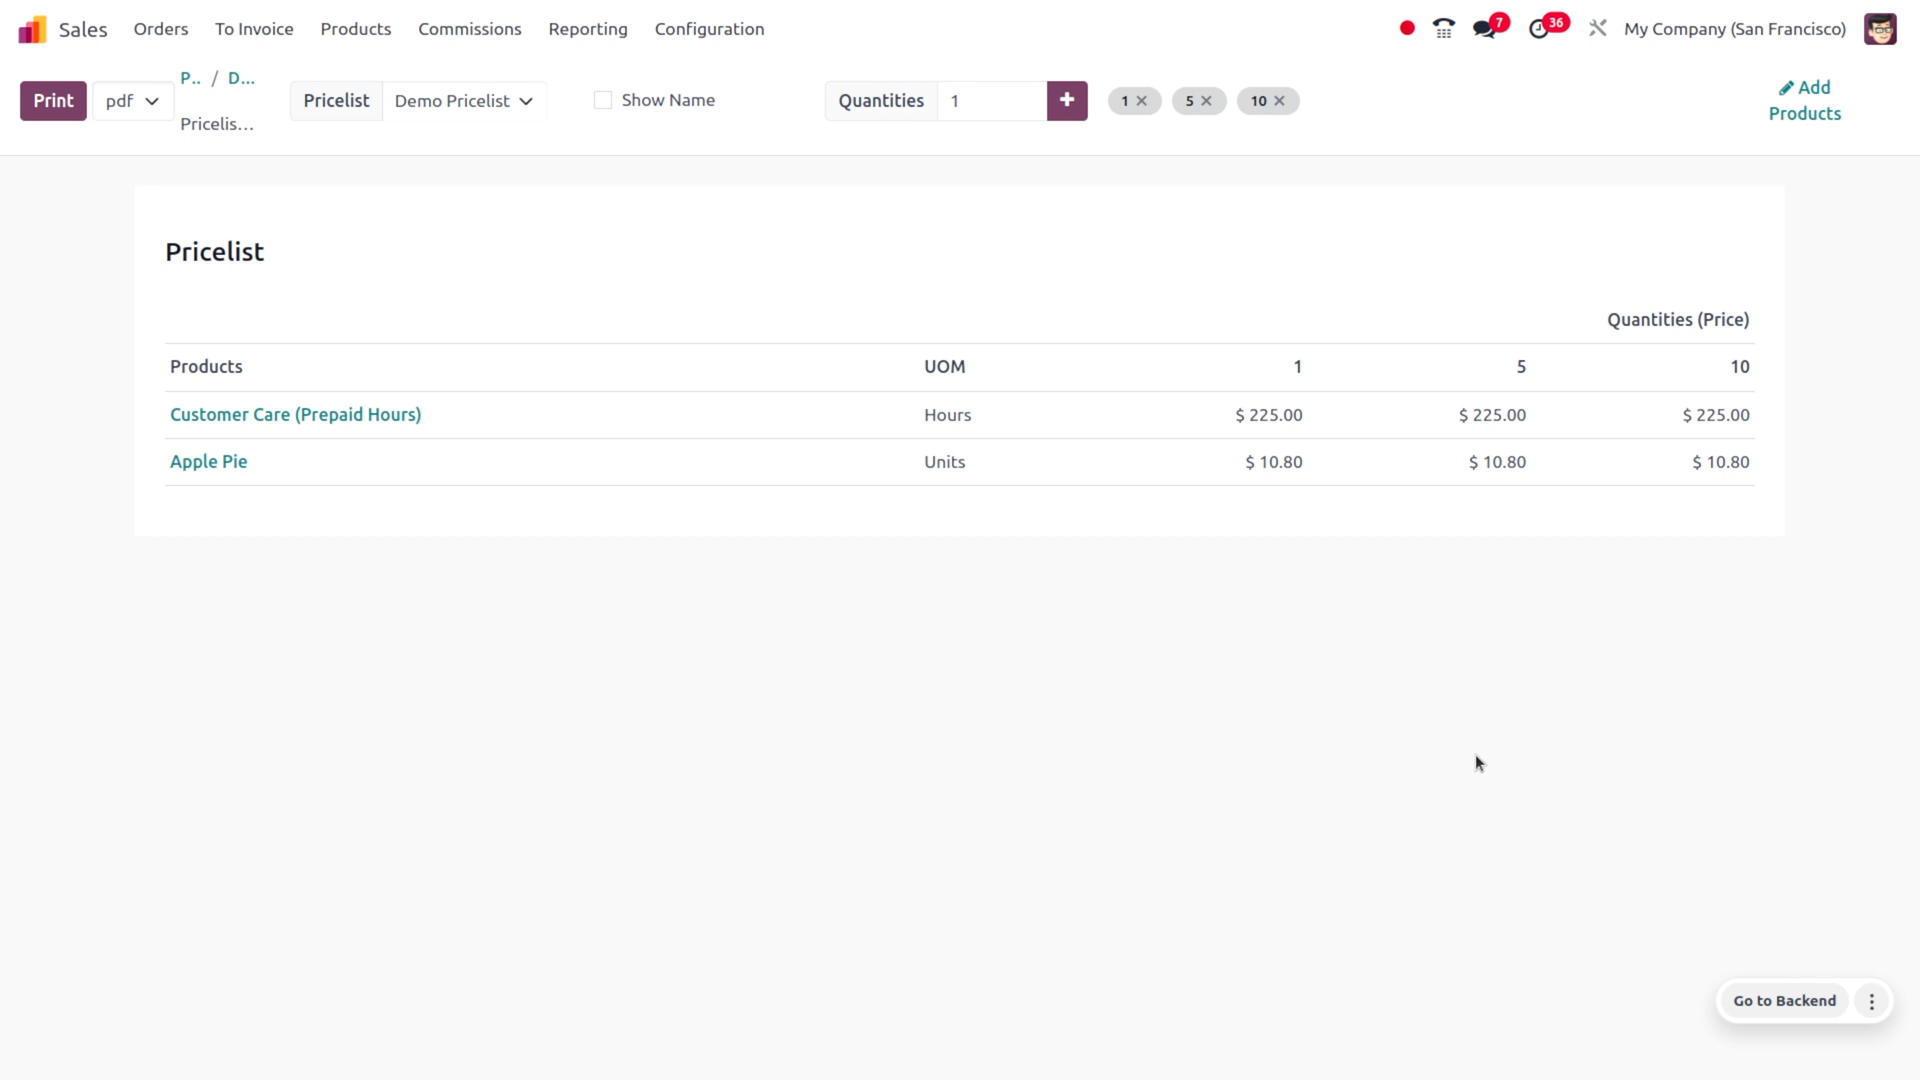 Sales Orders To Invoice Products Commissions Reporting Configuration 7 36 My Company (San Francisco)
Print pdf P.. / D... Pricelist Demo Pricelist Show Name Quantities 1 1 5 10 Add Products
Pricelis...
Pricelist
Quantities (Price)
Products UOM 1 5 10
Customer Care (Prepaid Hours) Hours $ 225.00 $ 225.00 $ 225.00
Apple Pie Units $ 10.80 $ 10.80 $ 10.80
Go to Backend